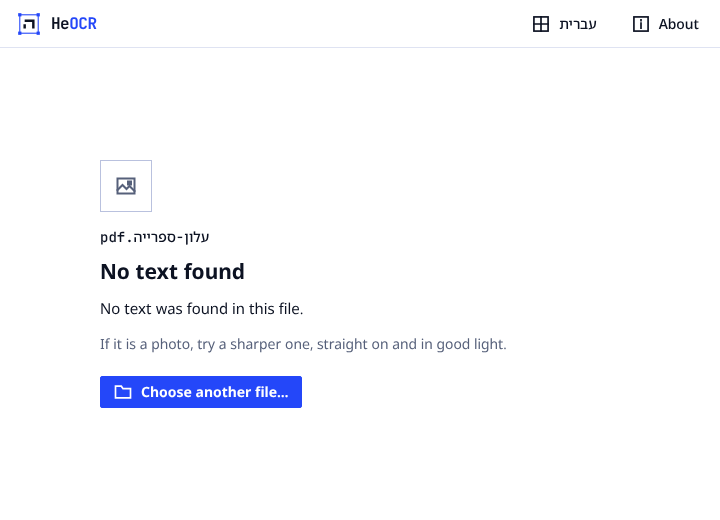 HeOCR
עברית
About
עלון-ספרייה.pdf
No text found
No text was found in this file.
If it is a photo, try a sharper one, straight on and in good light.
Choose another file...